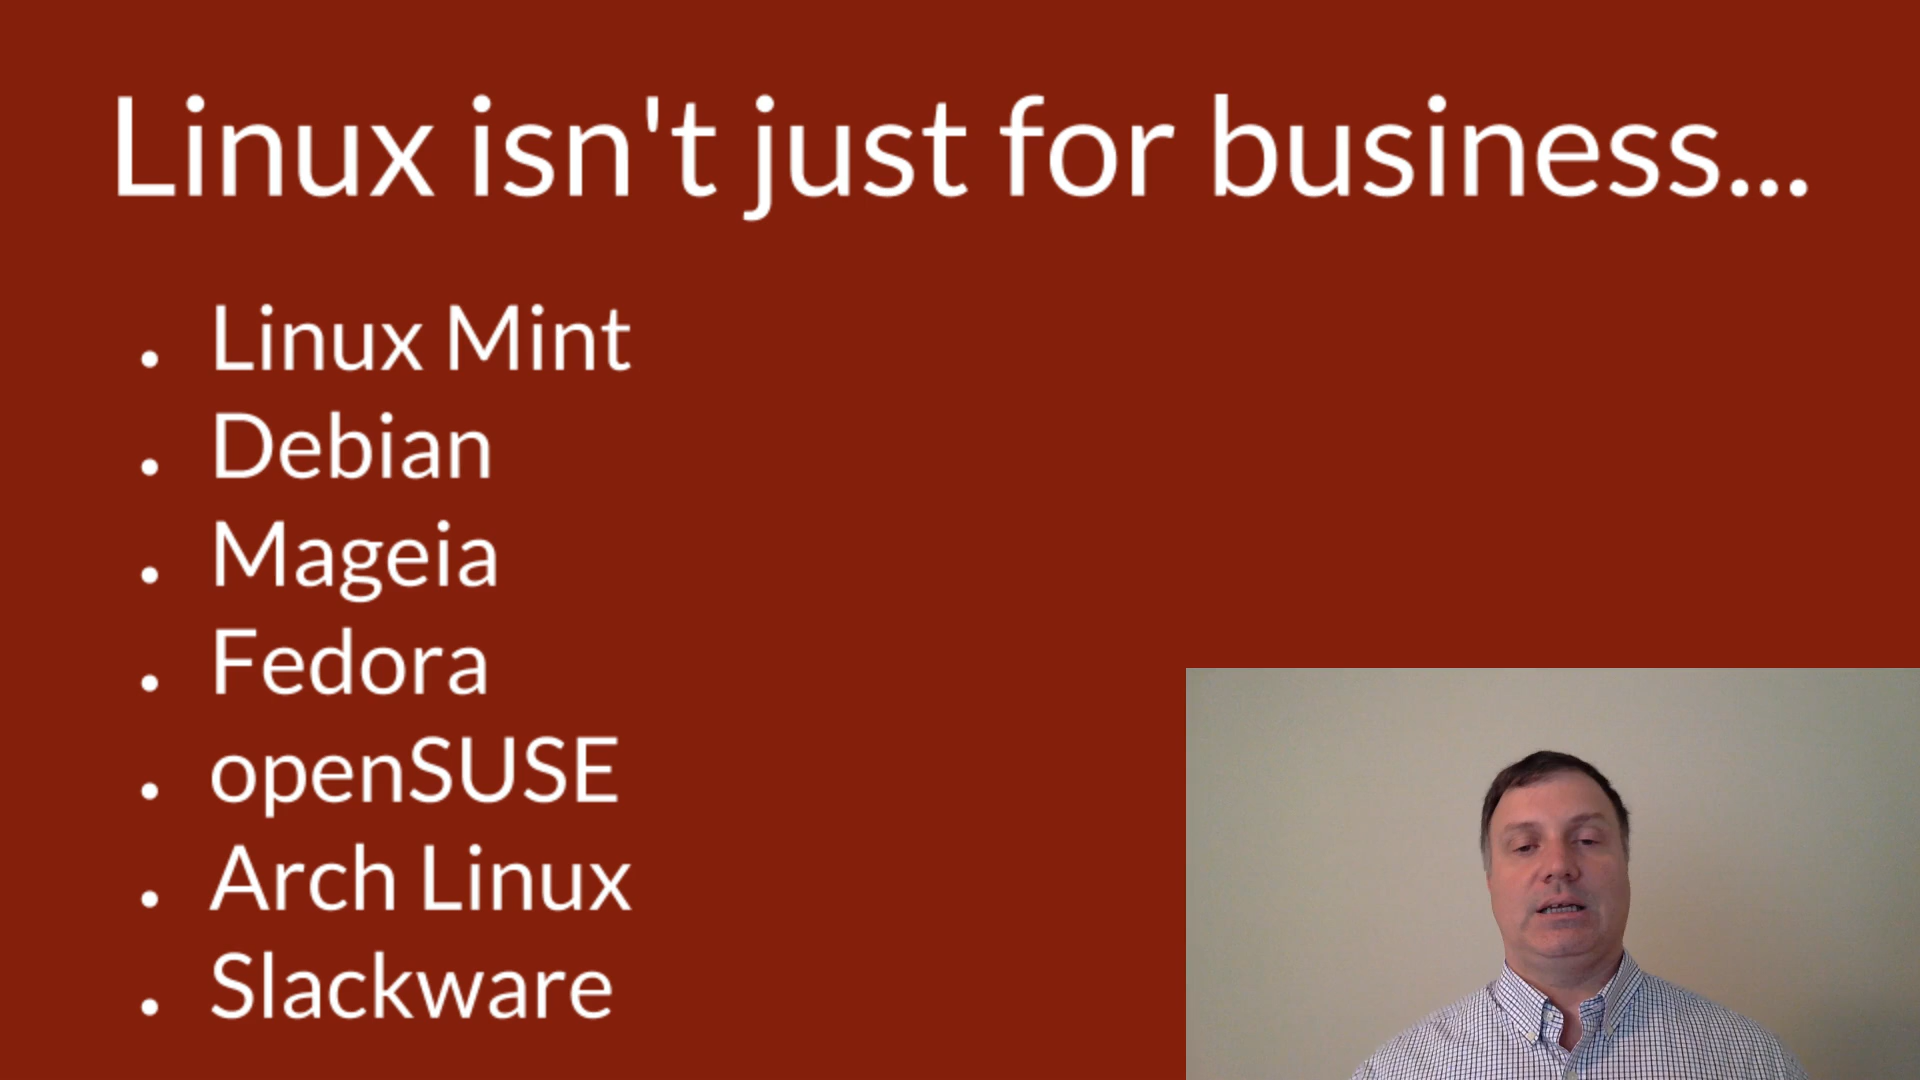 Linux isn't just for business...
• Linux Mint
• Debian
• Mageia
• Fedora
• openSUSE
• Arch Linux
• Slackware